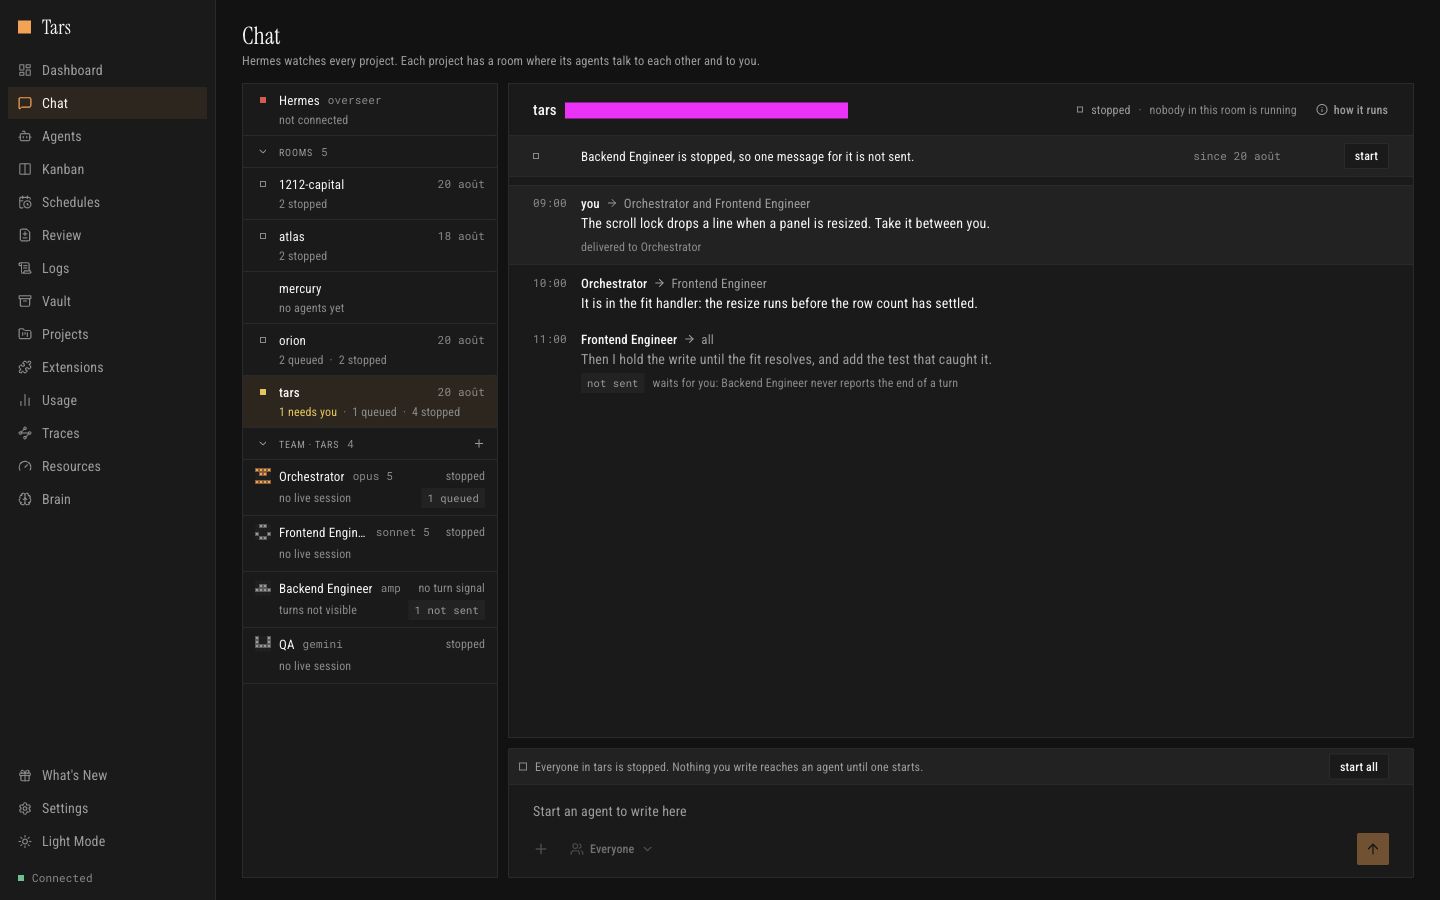 Tars
Dashboard
Chat
Agents
Kanban
Schedules
Review
Logs
Vault
Projects
Extensions
Usage
Traces
Resources
Brain
What's New
Settings
Light Mode
Connected
Chat
Hermes watches every project. Each project has a room where its agents talk to each other and to you.
Hermes overseer
not connected
ROOMS 5
1212-capital 20 août
2 stopped
atlas 18 août
2 stopped
mercury
no agents yet
orion 20 août
2 queued · 2 stopped
tars 20 août
1 needs you · 1 queued · 4 stopped
TEAM · TARS 4
Orchestrator opus 5 stopped
no live session 1 queued
Frontend Engin… sonnet 5 stopped
no live session
Backend Engineer amp no turn signal
turns not visible 1 not sent
QA gemini stopped
no live session
tars stopped · nobody in this room is running how it runs
Backend Engineer is stopped, so one message for it is not sent. since 20 août start
09:00 you → Orchestrator and Frontend Engineer
The scroll lock drops a line when a panel is resized. Take it between you.
delivered to Orchestrator
10:00 Orchestrator → Frontend Engineer
It is in the fit handler: the resize runs before the row count has settled.
11:00 Frontend Engineer → all
Then I hold the write until the fit resolves, and add the test that caught it.
not sent waits for you: Backend Engineer never reports the end of a turn
Everyone in tars is stopped. Nothing you write reaches an agent until one starts. start all
Start an agent to write here
Everyone